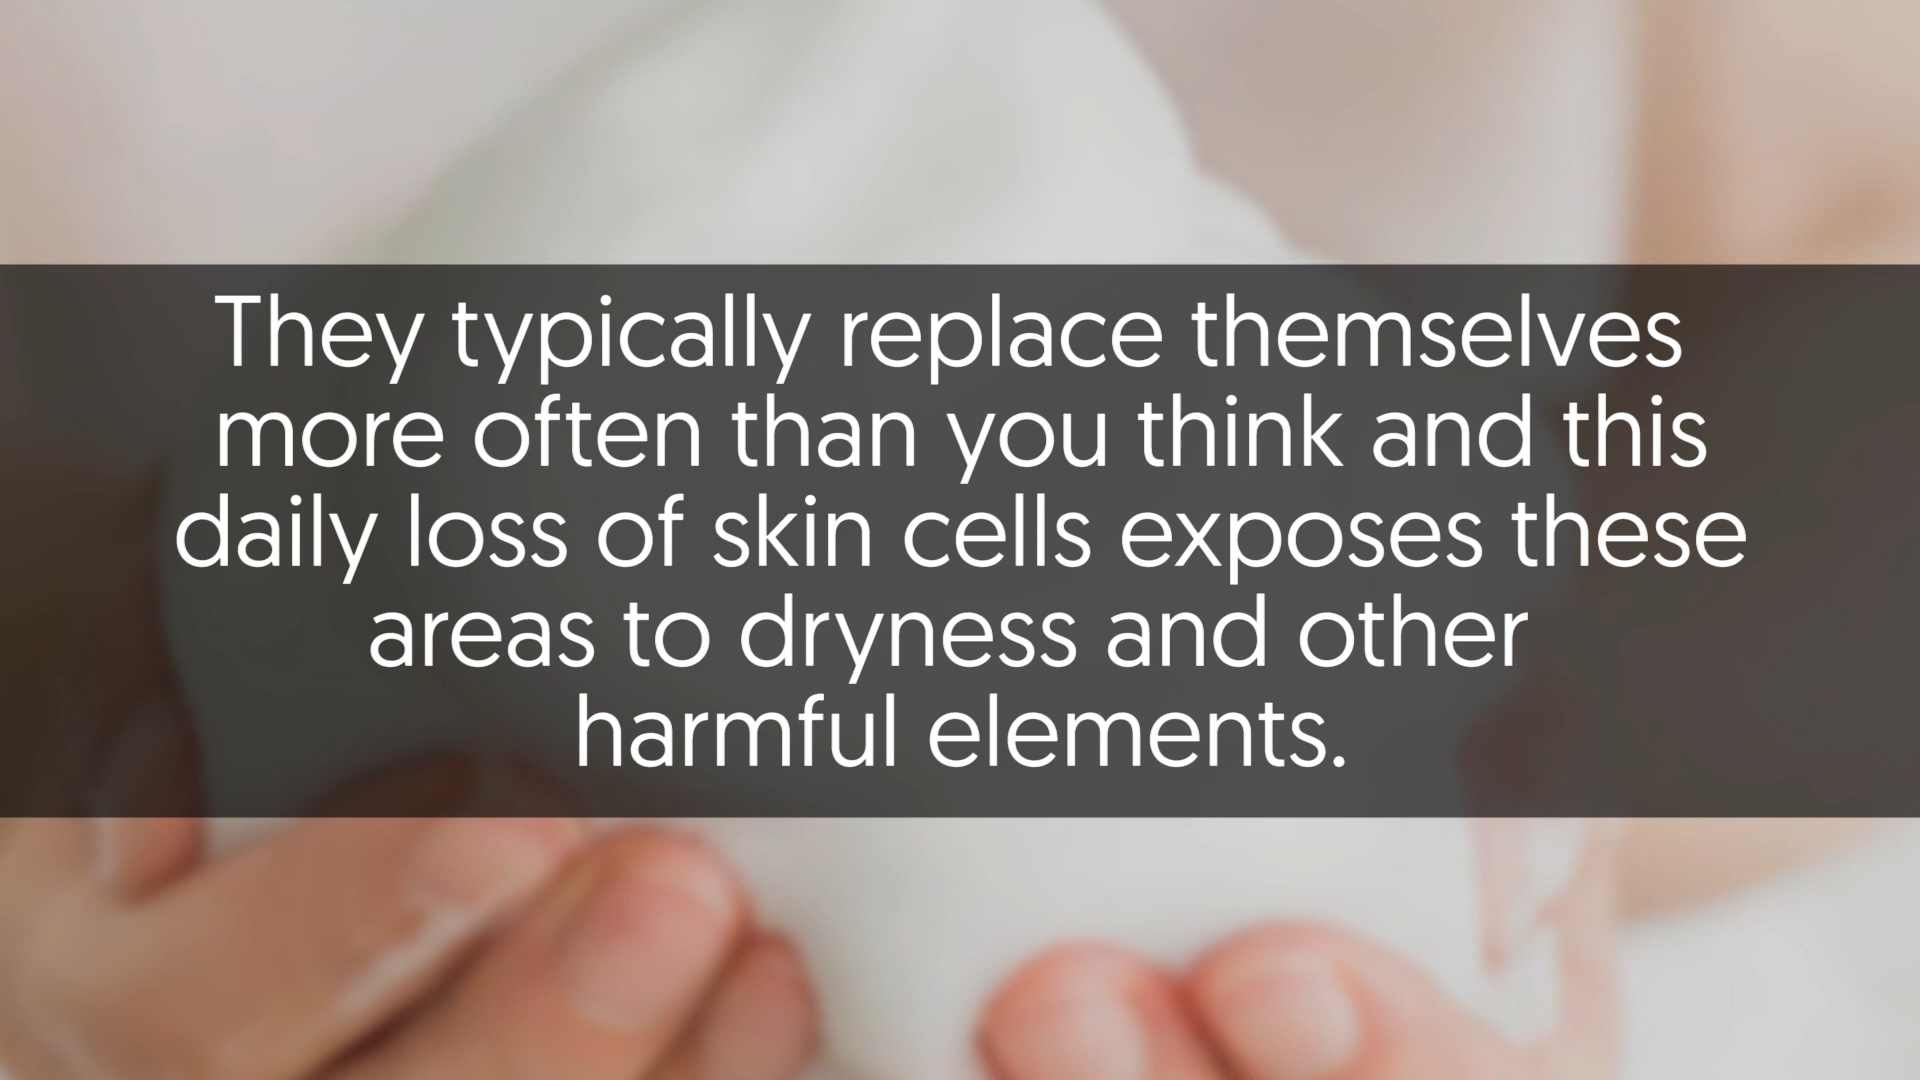 They typically replace themselves
more often than you think and this
daily loss of skin cells exposes these
areas to dryness and other
harmful elements.